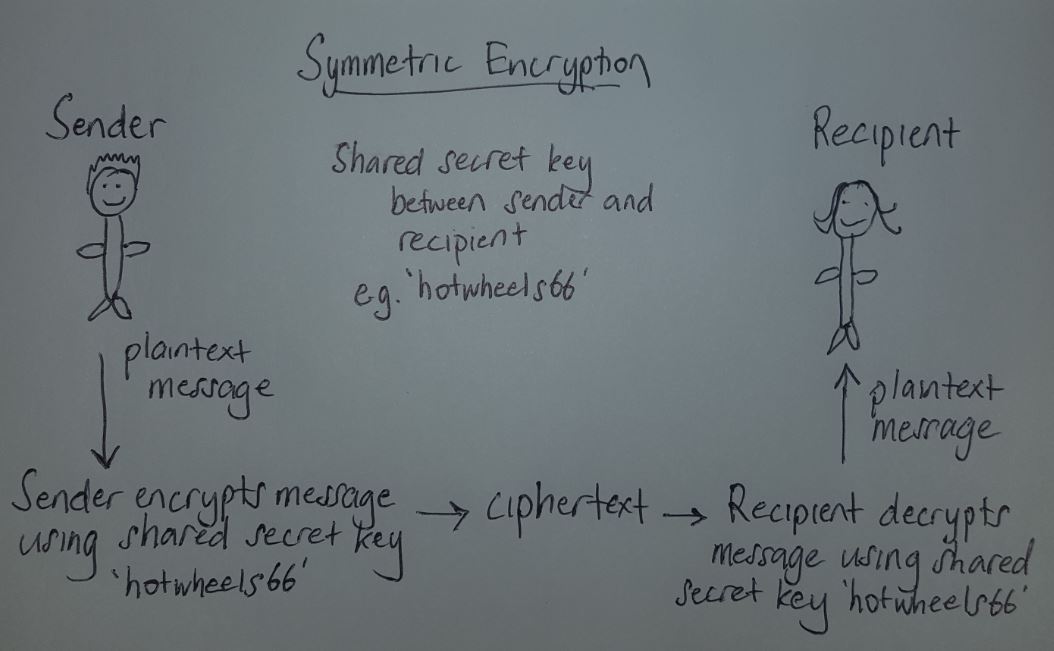 Symmetric Encryption
Sender
Recipient
Shared secret key
between sender and
recipient
e.g. 'hotwheels66'
plaintext
message
plaintext
message
Sender encrypts message
using shared secret key
'hotwheels66'
→ ciphertext →
Recipient decrypts
message using shared
secret key 'hotwheels66'